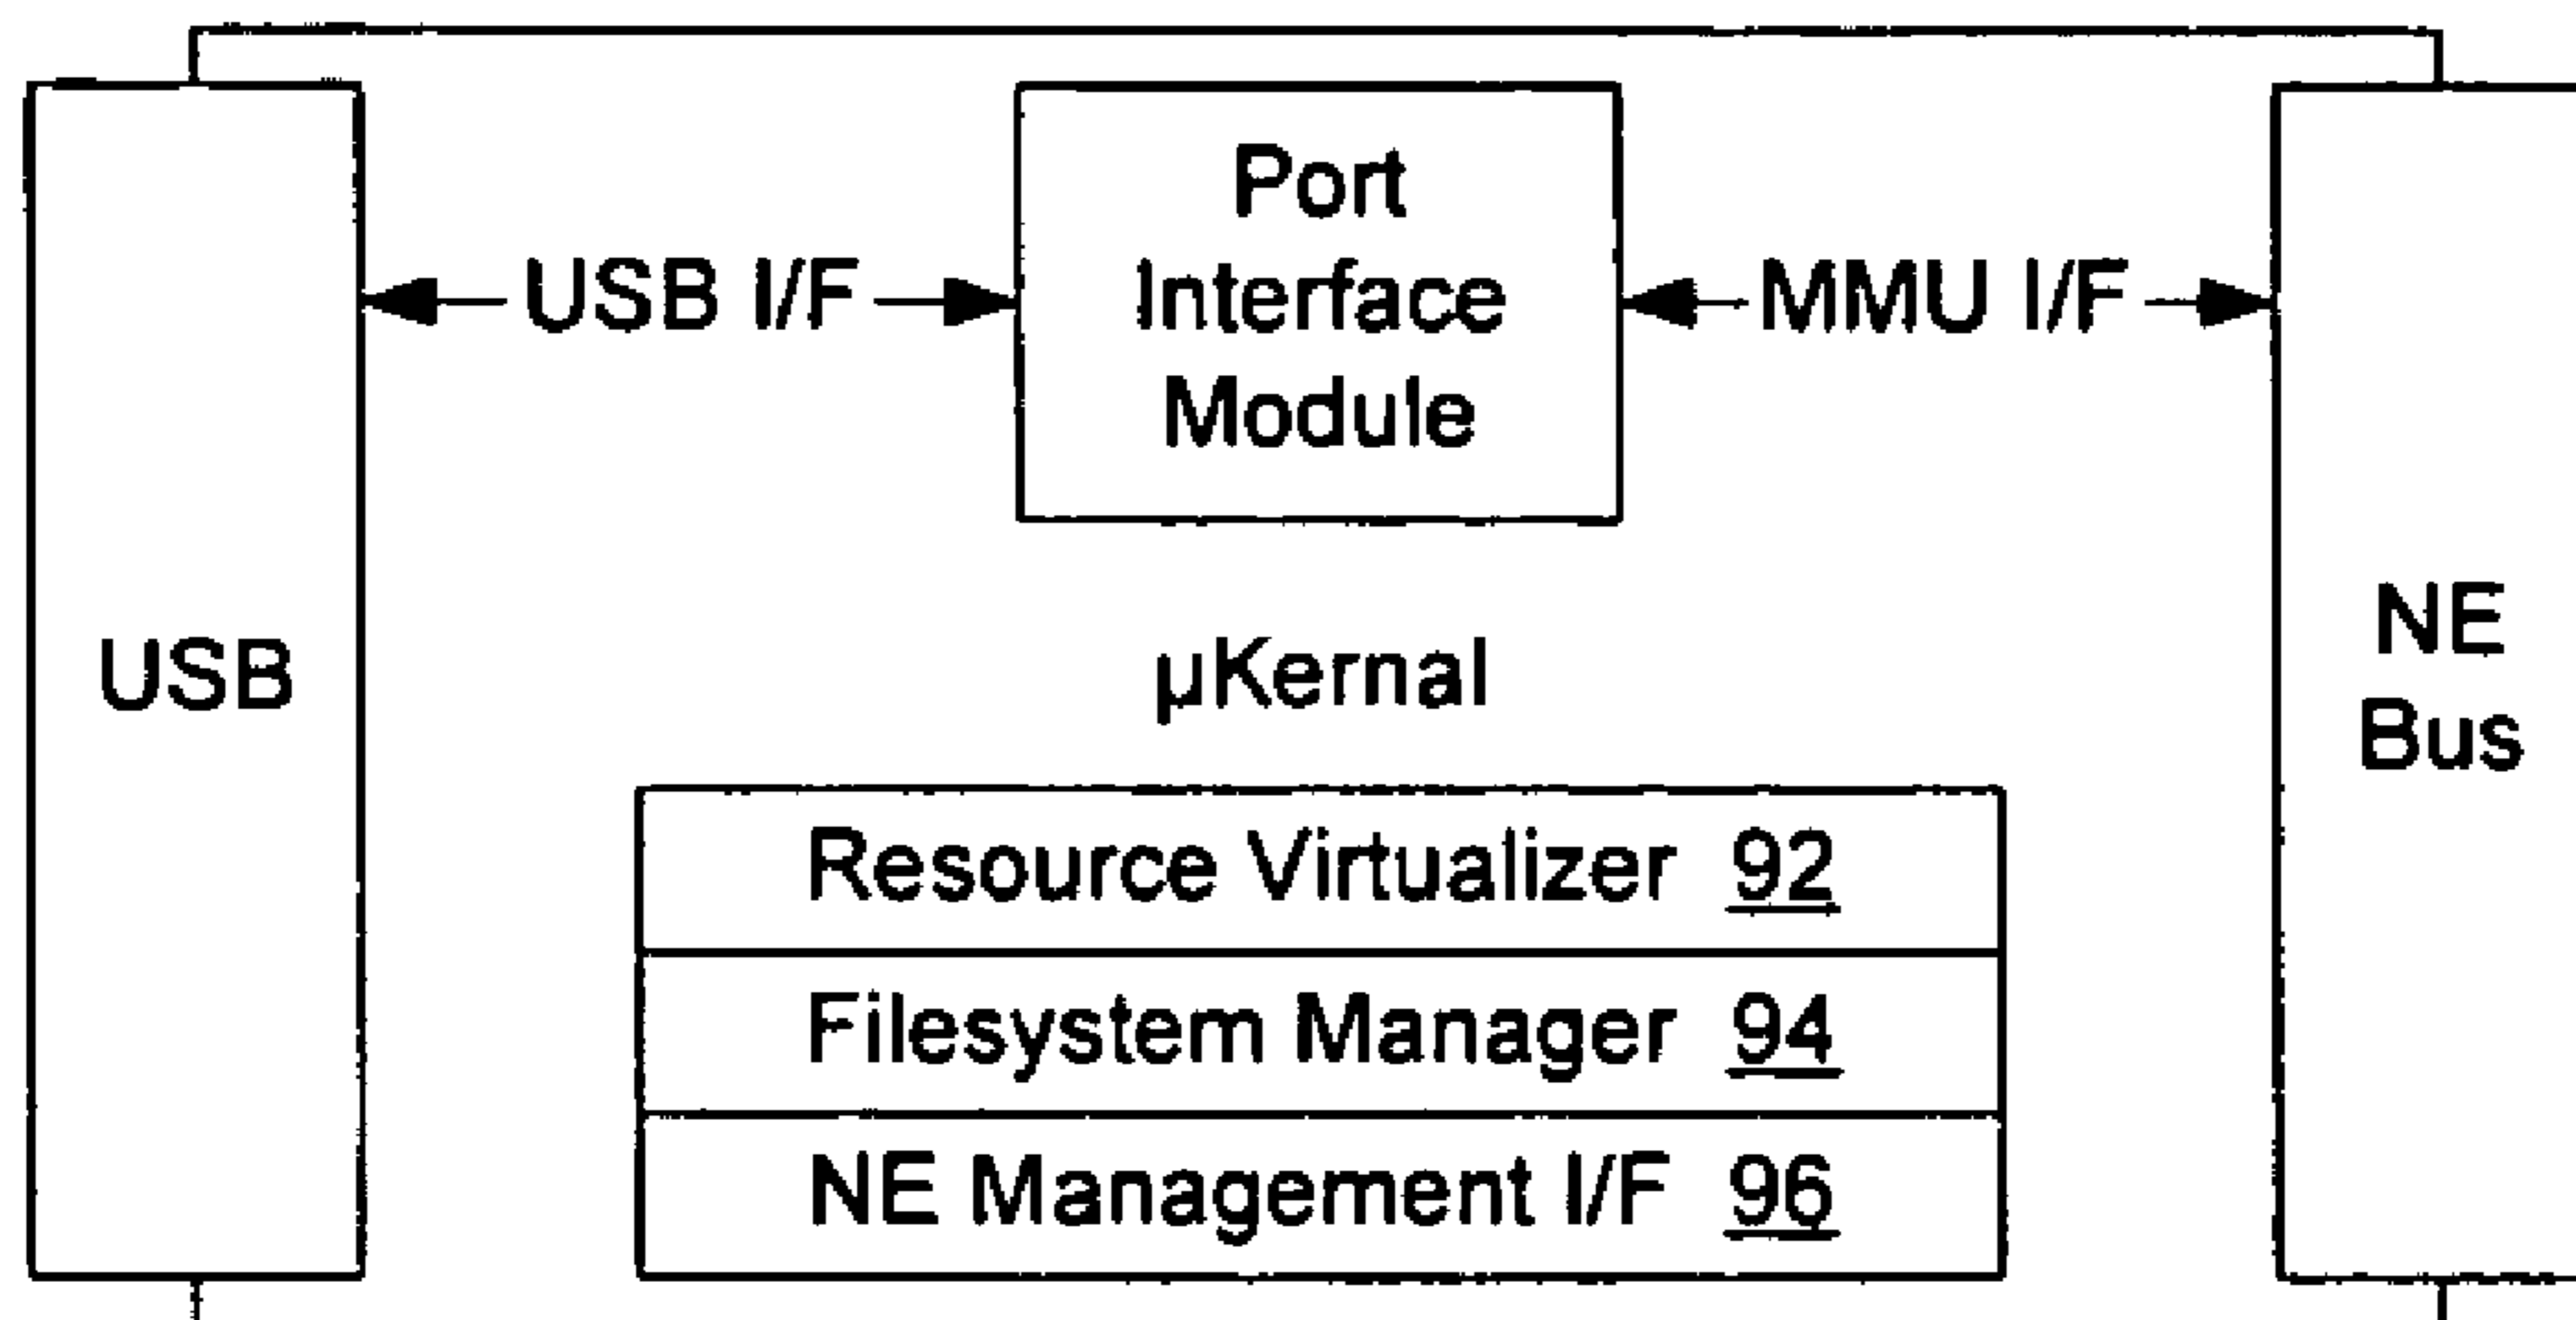 Port
Interface
Module
USB I/F
MMU I/F
USB
µKernal
NE
Bus
Resource Virtualizer 92
Filesystem Manager 94
NE Management I/F 96